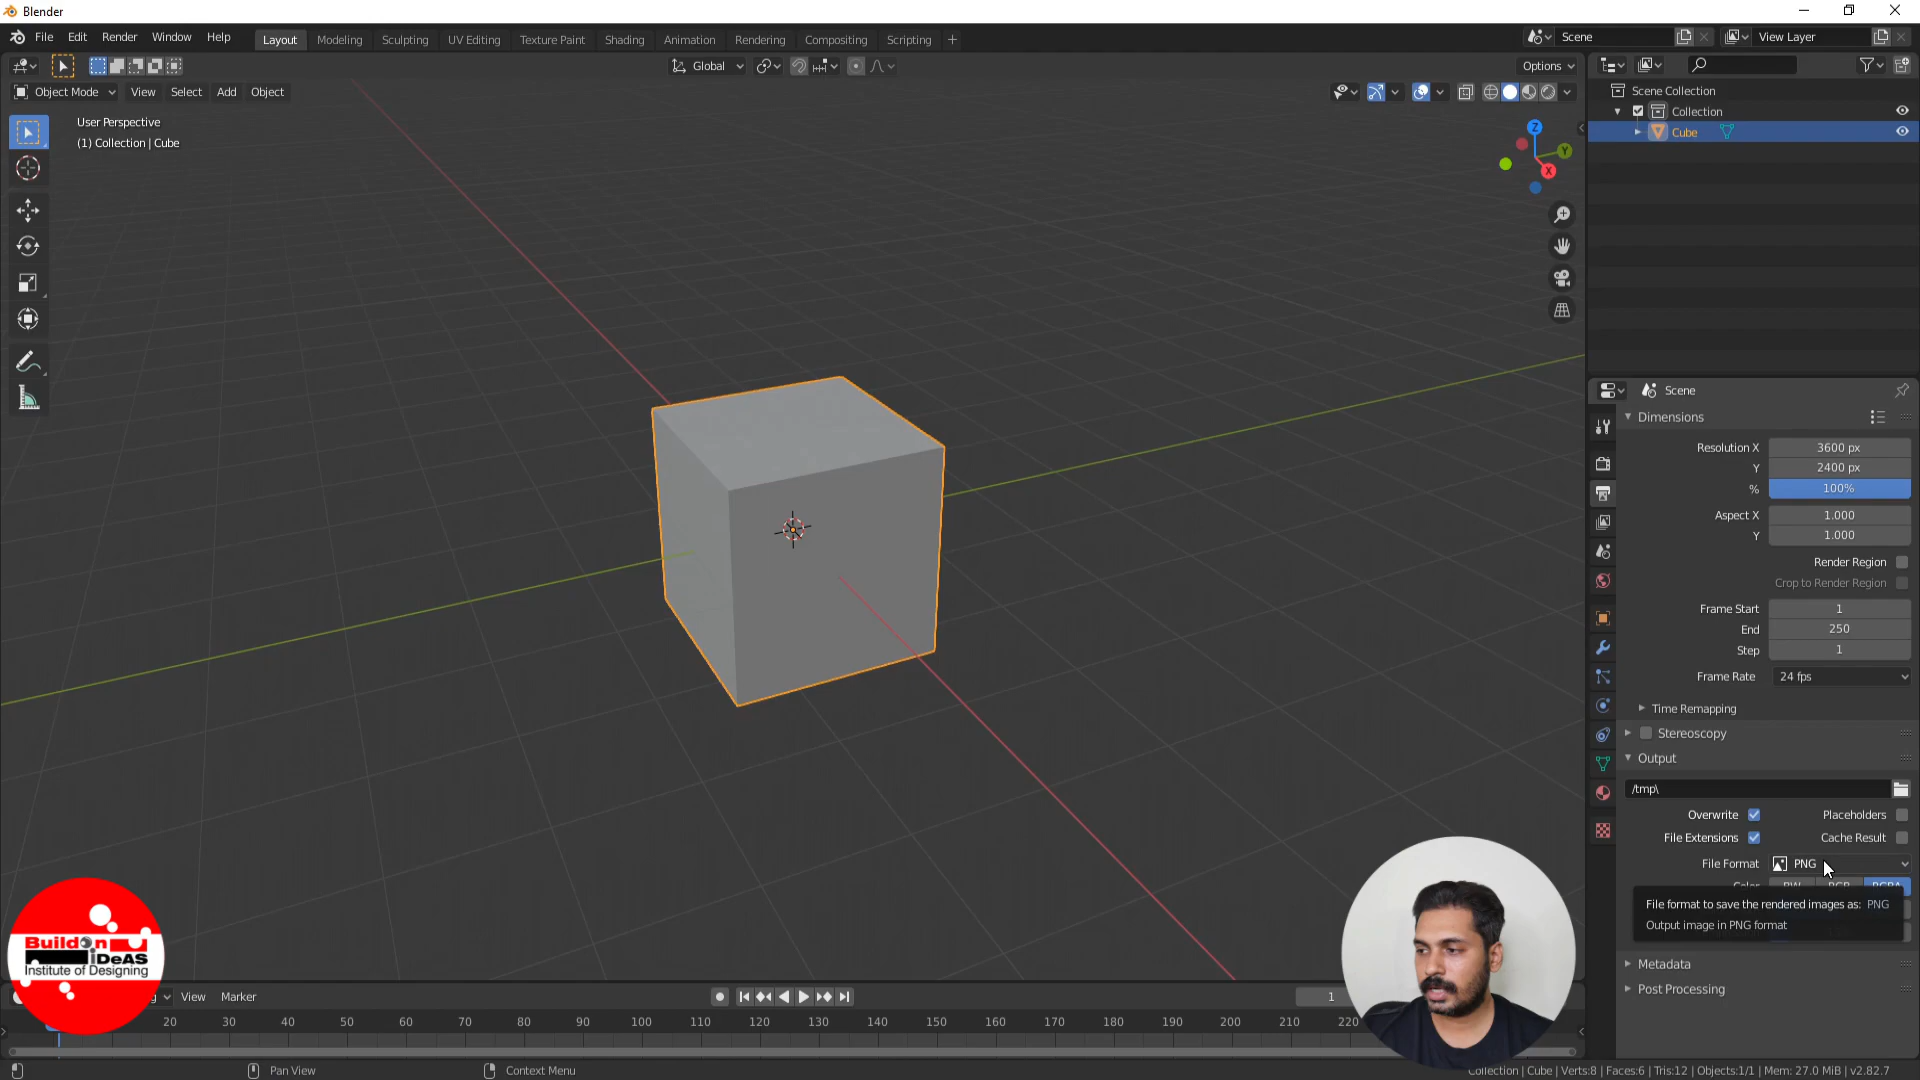 Blender
File Edit Render Window Help Layout Modeling Sculpting UV Editing Texture Paint Shading Animation Rendering Compositing Scripting + Scene View Layer
Global Options
Object Mode View Select Add Object
User Perspective
(1) Collection | Cube
Z
Y
X
Scene Collection
Collection
Cube
Scene
Dimensions
Resolution X 3600 px
Y 2400 px
% 100%
Aspect X 1.000
Y 1.000
Render Region
Crop to Render Region
Frame Start 1
End 250
Step 1
Frame Rate 24 fps
Time Remapping
Stereoscopy
Output
/tmp\
Overwrite Placeholders
File Extensions Cache Result
File Format PNG
File format to save the rendered images as: PNG
Output image in PNG format
Metadata
Post Processing
Build on
iDeAS
Institute of Designing
View Marker
1
20 30 40 50 60 70 80 90 100 110 120 130 140 150 160 170 180 190 200 210 220
Pan View Context Menu
Collection | Cube | Verts:8 | Faces:6 | Tris:12 | Objects:1/1 | Mem: 27.0 MiB | v2.82.7